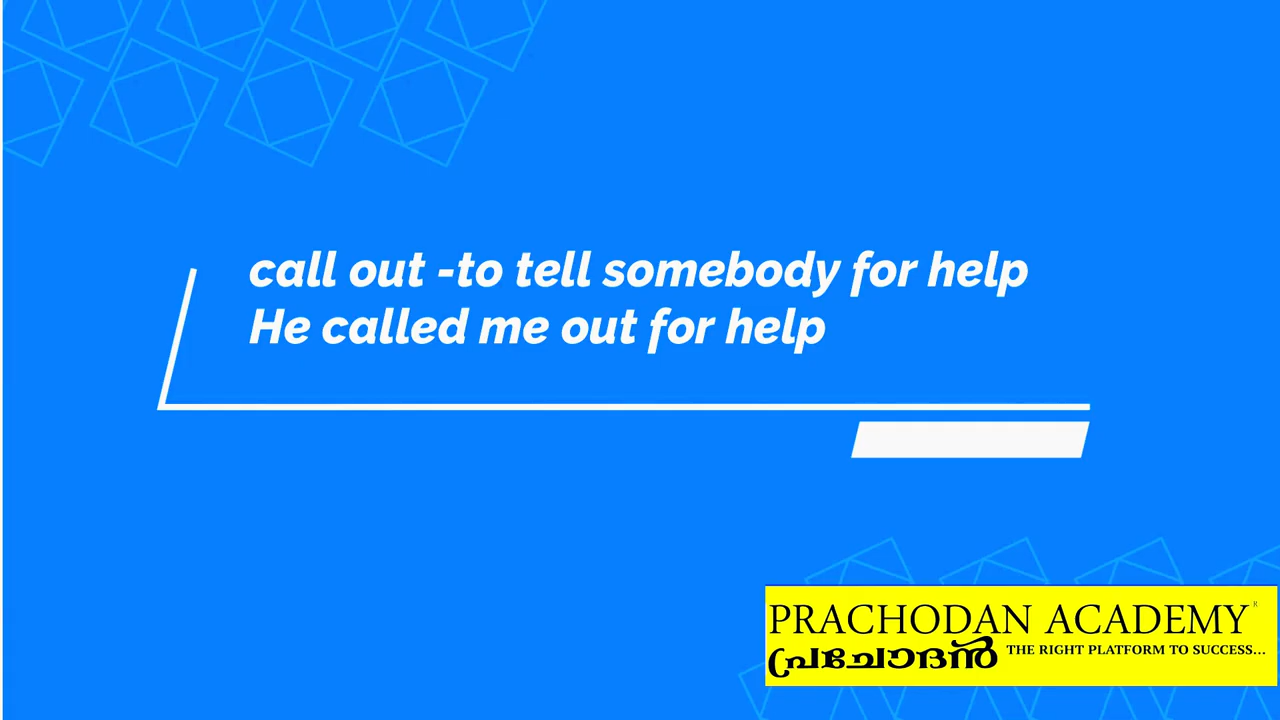 call out -to tell somebody for help
He called me out for help
PRACHODAN ACADEMY®
പ്രചോദൻ THE RIGHT PLATFORM TO SUCCESS...